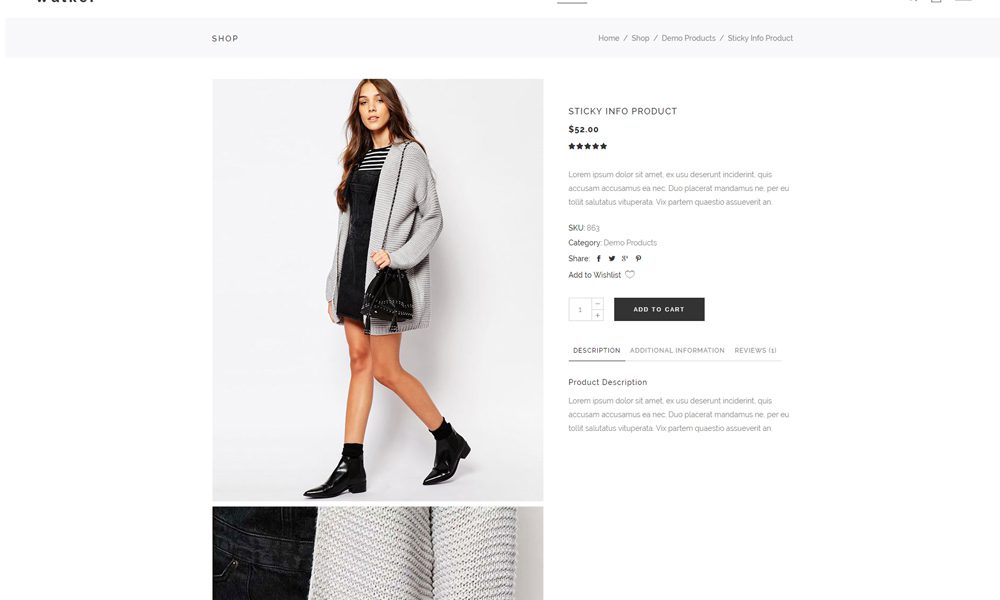 SHOP
Home / Shop / Demo Products / Sticky Info Product
STICKY INFO PRODUCT
$52.00
Lorem ipsum dolor sit amet, ex usu deserunt inciderint, quis
accusam accusamus ea nec. Duo placerat mandamus ne, per eu
tollit salutatus vituperata. Vix partem quaestio assueverit an.
SKU: 863
Category: Demo Products
Share:
Add to Wishlist
1
ADD TO CART
DESCRIPTION ADDITIONAL INFORMATION REVIEWS (1)
Product Description
Lorem ipsum dolor sit amet, ex usu deserunt inciderint, quis
accusam accusamus ea nec. Duo placerat mandamus ne, per eu
tollit salutatus vituperata. Vix partem quaestio assueverit an.